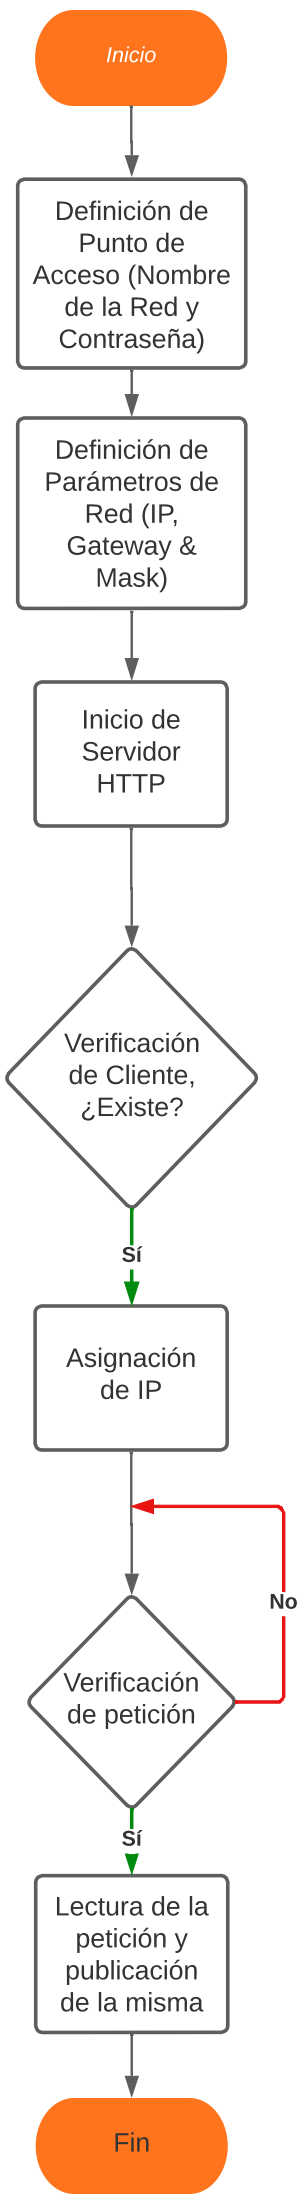 Inicio
Definición de
Punto de
Acceso (Nombre
de la Red y
Contraseña)
Definición de
Parámetros de
Red (IP,
Gateway &
Mask)
Inicio de
Servidor
HTTP
Verificación
de Cliente,
¿Existe?
Sí
Asignación
de IP
No
Verificación
de petición
Sí
Lectura de la
petición y
publicación
de la misma
Fin